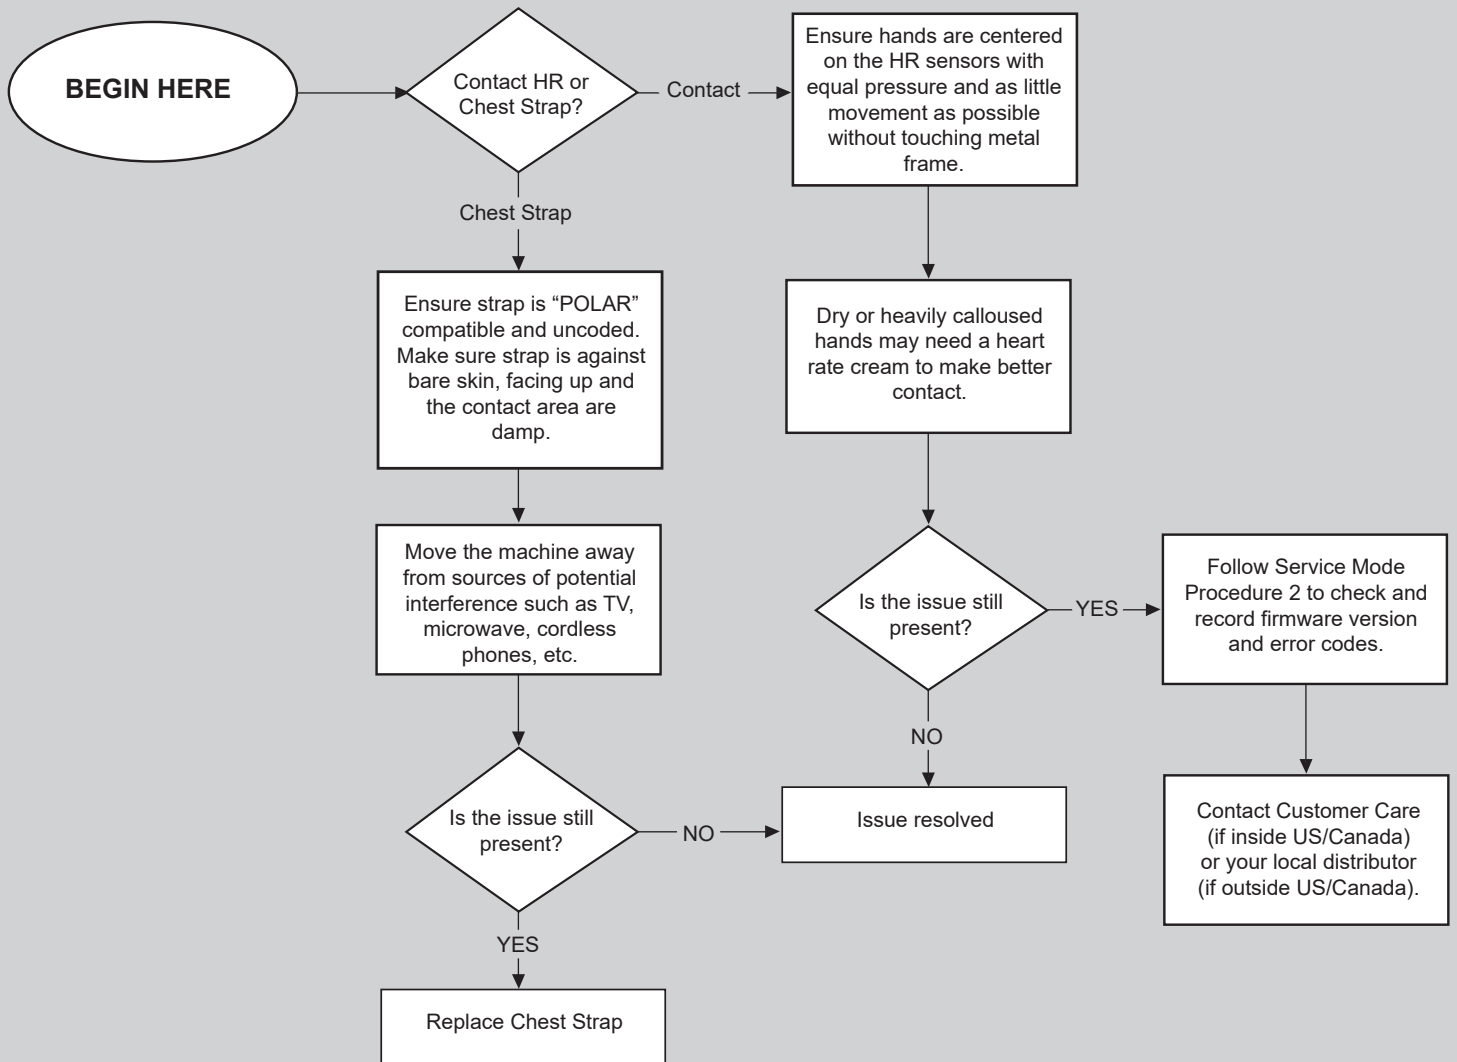 BEGIN HERE
Contact HR or
Chest Strap?
Contact
Ensure hands are centered
on the HR sensors with
equal pressure and as little
movement as possible
without touching metal
frame.
Chest Strap
Ensure strap is “POLAR”
compatible and uncoded.
Make sure strap is against
bare skin, facing up and
the contact area are
damp.
Dry or heavily calloused
hands may need a heart
rate cream to make better
contact.
Move the machine away
from sources of potential
interference such as TV,
microwave, cordless
phones, etc.
Is the issue still
present?
YES
Follow Service Mode
Procedure 2 to check and
record firmware version
and error codes.
NO
Is the issue still
present?
NO
Issue resolved
Contact Customer Care
(if inside US/Canada)
or your local distributor
(if outside US/Canada).
YES
Replace Chest Strap